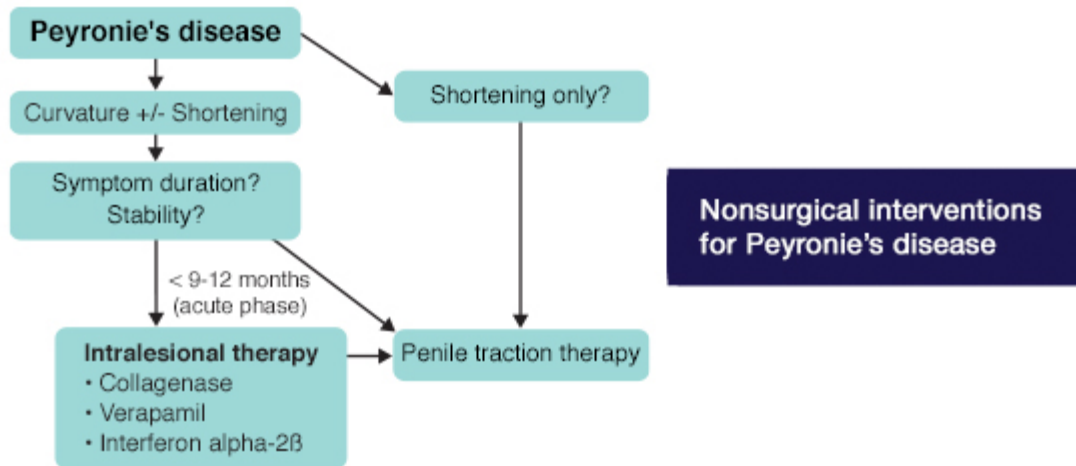 Peyronie's disease
Shortening only?
Curvature +/- Shortening
Symptom duration?
Stability?
Nonsurgical interventions
for Peyronie's disease
< 9-12 months
(acute phase)
Intralesional therapy
• Collagenase
• Verapamil
• Interferon alpha-2ß
Penile traction therapy